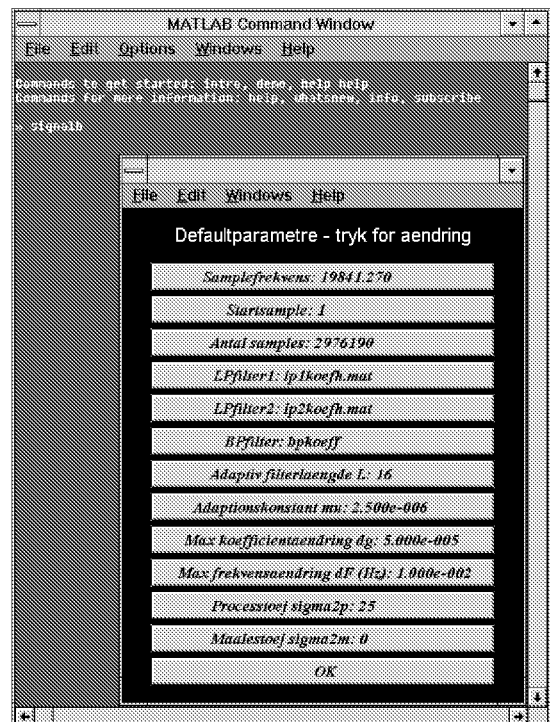 MATLAB Command Window
File Edit Options Windows Help
Commands to get started: intro, demo, help help
Commands for more information: help, whatsnew, info, subscribe
» signalb
File Edit Windows Help
Defaultparametre - tryk for aendring
Samplefrekvens: 19841.270
Startsample: 1
Antal samples: 2976190
LPfilter1: lp1koefh.mat
LPfilter2: lp2koefh.mat
BPfilter: bpkoeff
Adaptiv filterlaengde L: 16
Adaptionskonstant mu: 2.500e-006
Max koefficientaendring dg: 5.000e-005
Max frekvensaendring dF (Hz): 1.000e-002
Processtoej sigma2p: 25
Maalestoej sigma2m: 0
OK